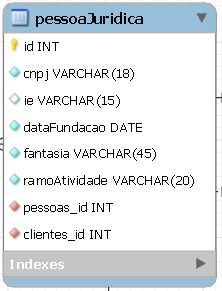 pessoaJuridica
id INT
cnpj VARCHAR(18)
ie VARCHAR(15)
dataFundacao DATE
fantasia VARCHAR(45)
ramoAtividade VARCHAR(20)
pessoas_id INT
clientes_id INT
Indexes